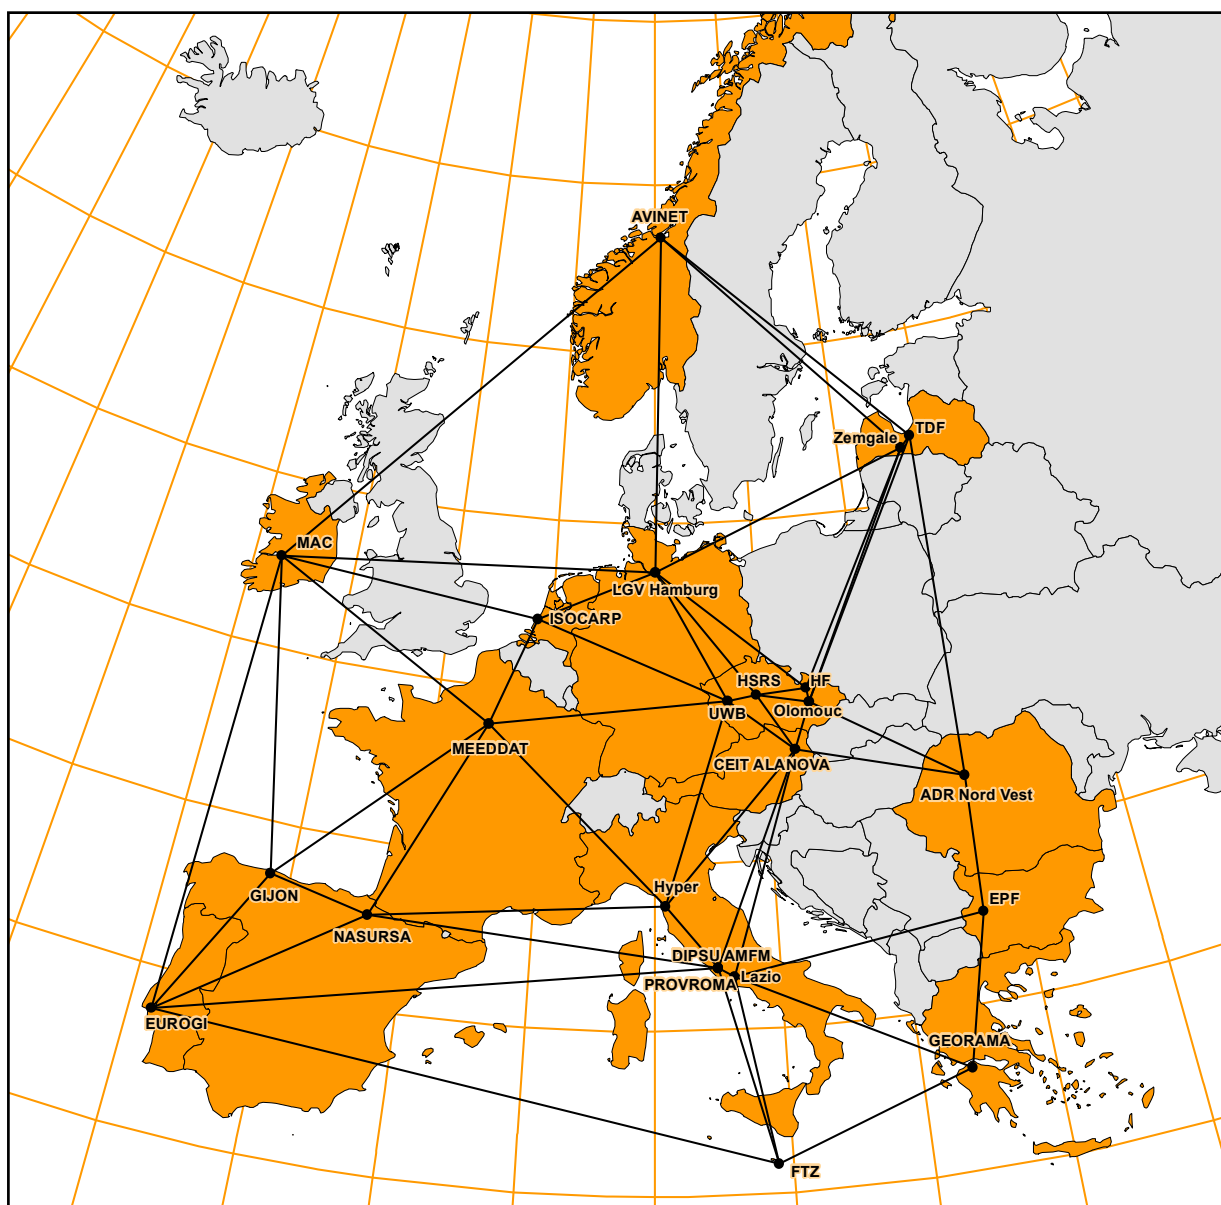 AVINET
TDF
Zemgale
MAC
LGV Hamburg
ISOCARP
HSRS
HF
UWB
Olomouc
MEEDDAT
CEIT ALANOVA
ADR Nord Vest
GIJON
Hyper
EPF
NASURSA
DIPSU AMFM
PROVROMA
Lazio
EUROGI
GEORAMA
FTZ